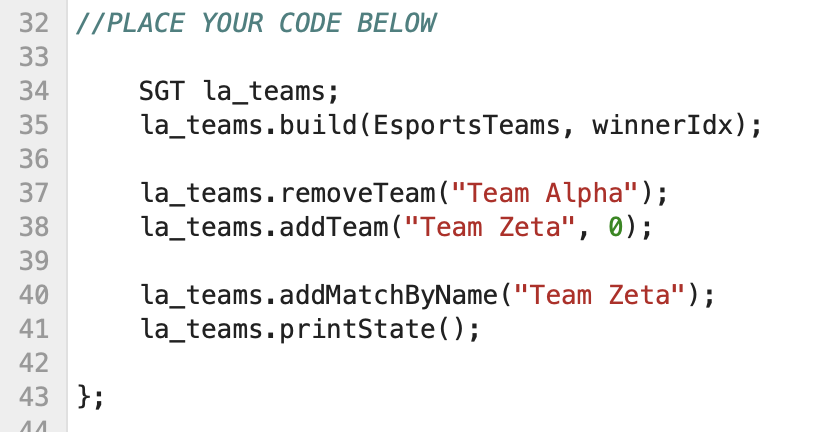 32 //PLACE YOUR CODE BELOW
33
34 SGT la_teams;
35 la_teams.build(EsportsTeams, winnerIdx);
36
37 la_teams.removeTeam("Team Alpha");
38 la_teams.addTeam("Team Zeta", 0);
39
40 la_teams.addMatchByName("Team Zeta");
41 la_teams.printState();
42
43 };
44